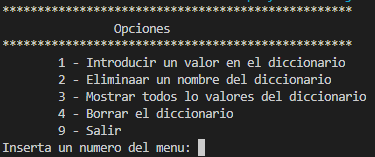 **************************************************
Opciones
**************************************************
1 - Introducir un valor en el diccionario
2 - Eliminaar un nombre del diccionario
3 - Mostrar todos lo valores del diccionario
4 - Borrar el diccionario
9 - Salir
Inserta un numero del menu: